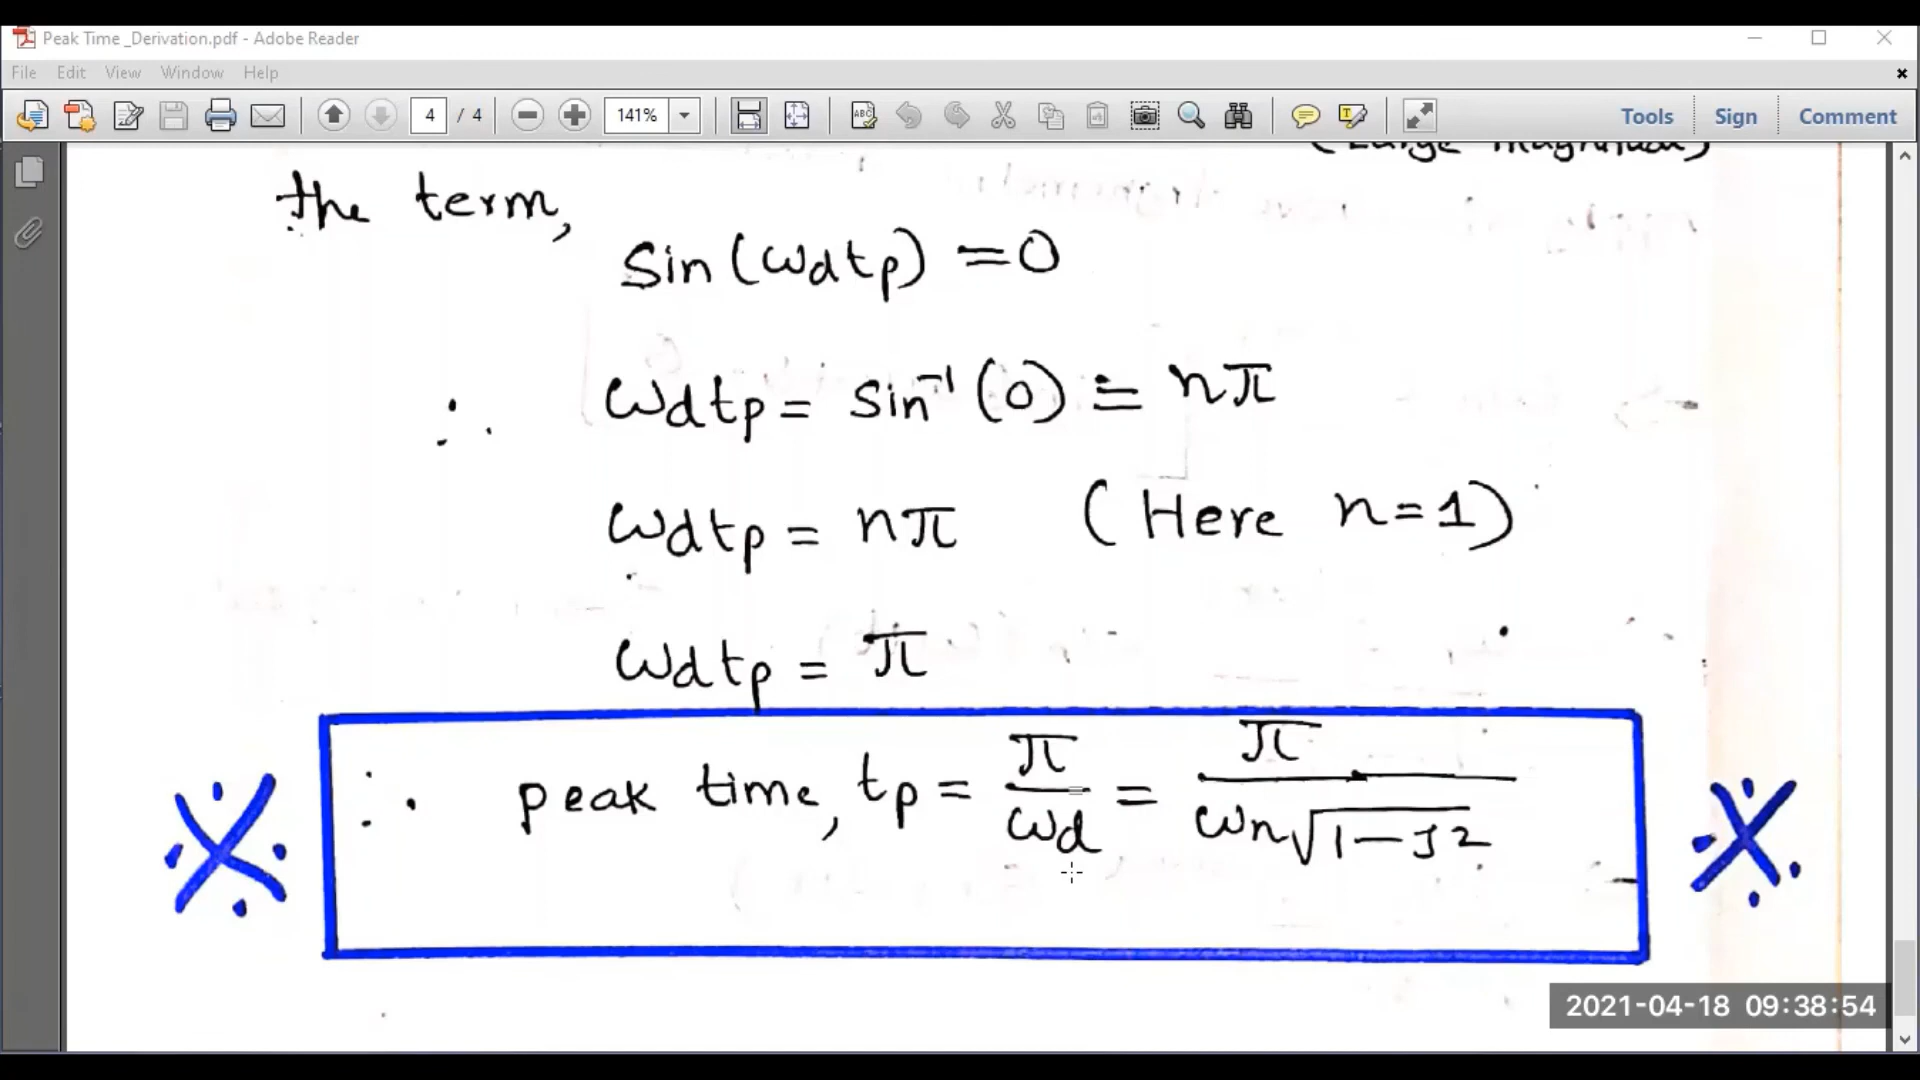 Peak Time _Derivation.pdf - Adobe Reader
File Edit View Window Help
4 / 4 141% Tools Sign Comment
(Large magnitude)
the term,
Sin(ωdtp) = 0
∴ ωdtp = Sin⁻¹(0) = nπ
ωdtp = nπ (Here n=1)
ωdtp = π
∴ peak time, tp = π/ωd = π/ωn√1-ζ²
2021-04-18 09:38:54